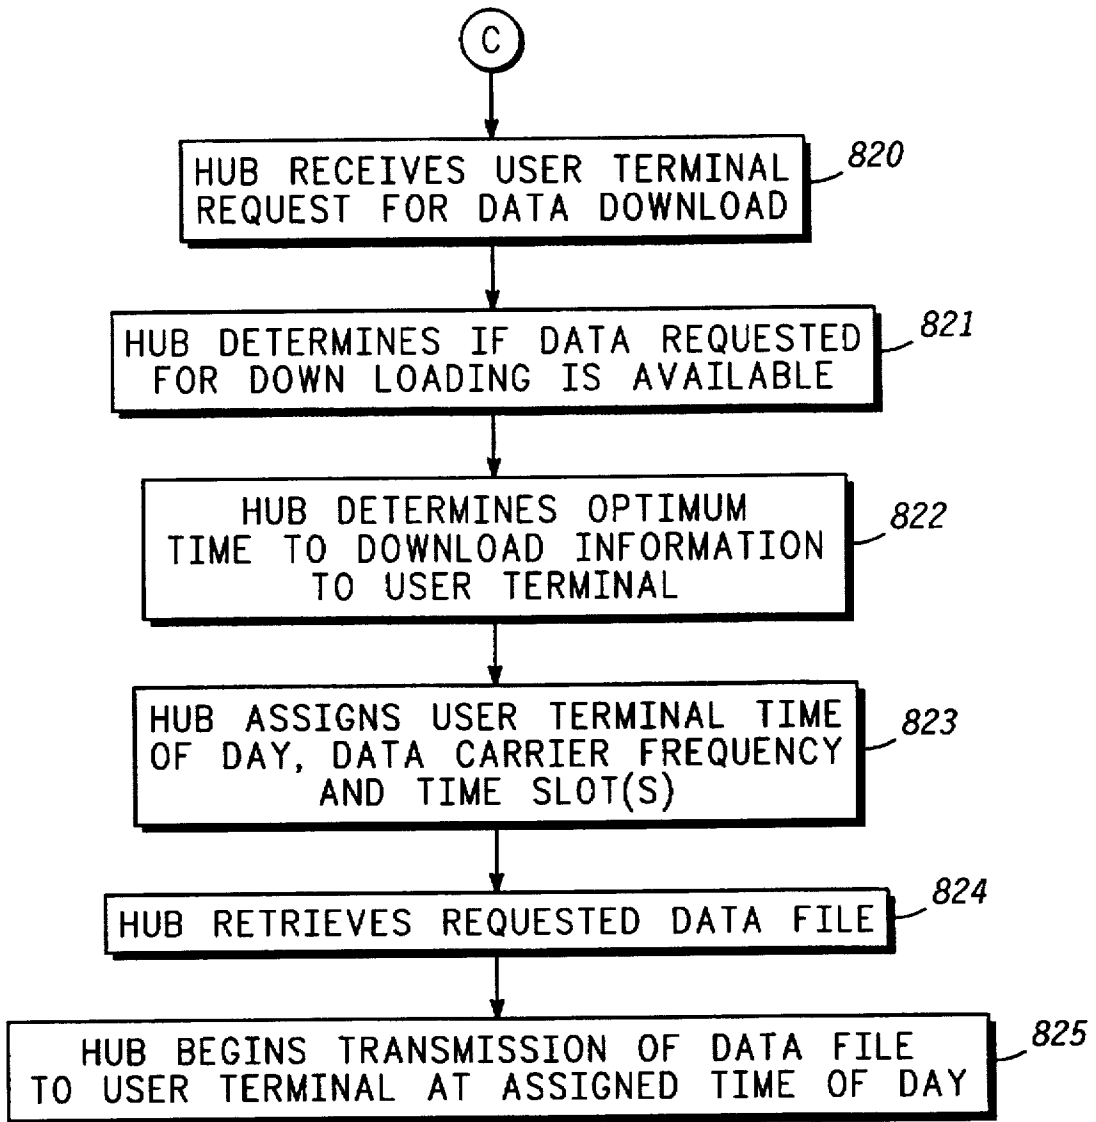 C
HUB RECEIVES USER TERMINAL
REQUEST FOR DATA DOWNLOAD
820
HUB DETERMINES IF DATA REQUESTED
FOR DOWN LOADING IS AVAILABLE
821
HUB DETERMINES OPTIMUM
TIME TO DOWNLOAD INFORMATION
TO USER TERMINAL
822
HUB ASSIGNS USER TERMINAL TIME
OF DAY, DATA CARRIER FREQUENCY
AND TIME SLOT(S)
823
HUB RETRIEVES REQUESTED DATA FILE
824
HUB BEGINS TRANSMISSION OF DATA FILE
TO USER TERMINAL AT ASSIGNED TIME OF DAY
825